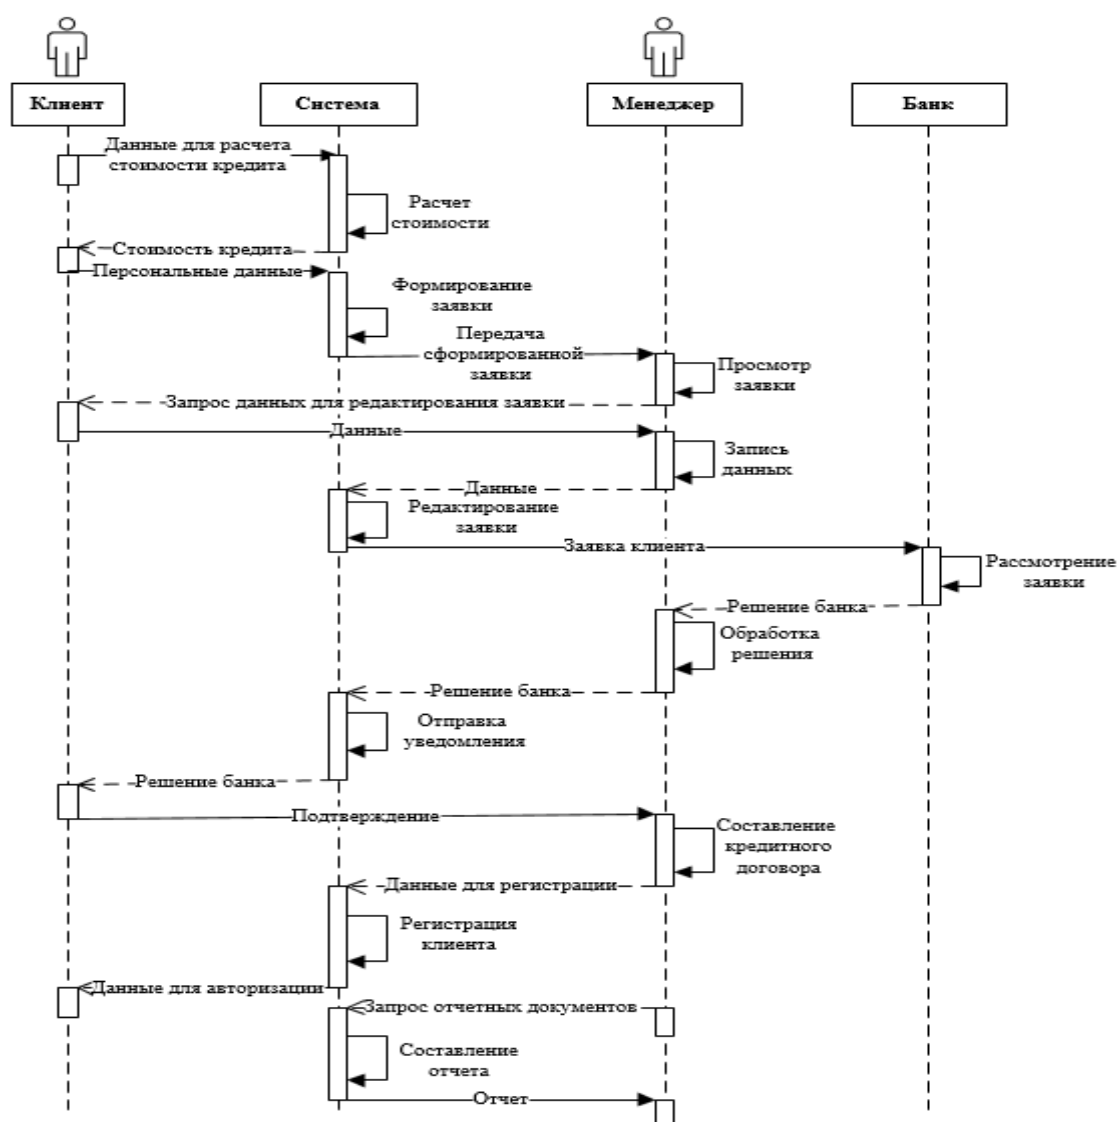 Клиент
Система
Менеджер
Банк
Данные для расчета
стоимости кредита
Расчет
стоимости
Стоимость кредита
Персональные данные
Формирование
заявки
Передача
сформированной
заявки
Просмотр
заявки
Запрос данных для редактирования заявки
Данные
Запись
данных
Данные
Редактирование
заявки
Заявка клиента
Рассмотрение
заявки
Решение банка
Обработка
решения
Решение банка
Отправка
уведомления
Решение банка
Подтверждение
Составление
кредитного
договора
Данные для регистрации
Регистрация
клиента
Данные для авторизации
Запрос отчетных документов
Составление
отчета
Отчет